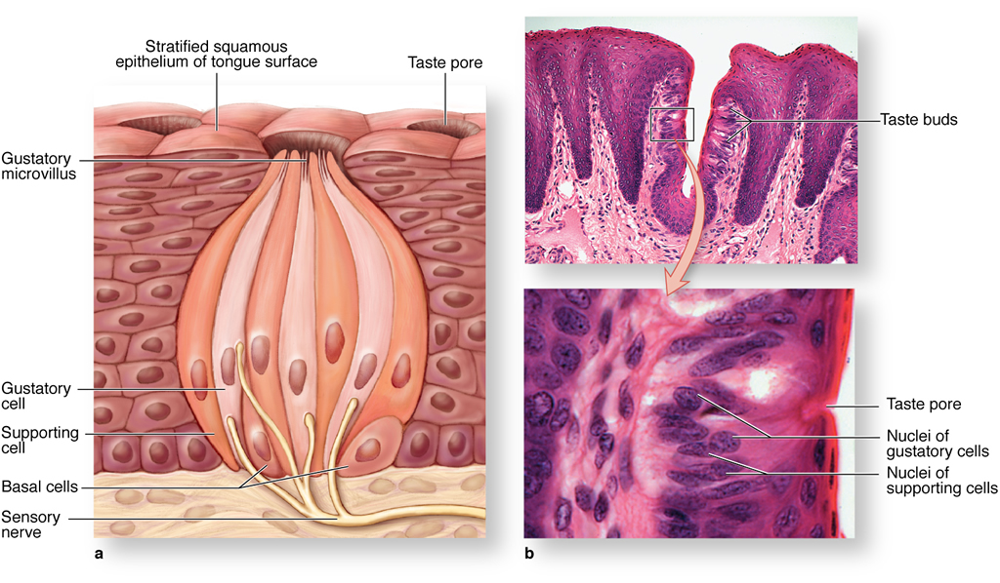 Stratified squamous
epithelium of tongue surface
Taste pore
Gustatory
microvillus
Gustatory
cell
Supporting
cell
Basal cells
Sensory
nerve
a
Taste buds
Taste pore
Nuclei of
gustatory cells
Nuclei of
supporting cells
b